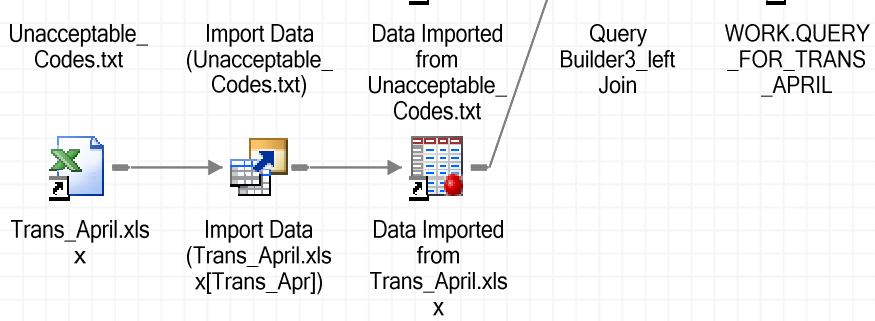 Unacceptable_
Codes.txt
Import Data
(Unacceptable_
Codes.txt)
Data Imported
from
Unacceptable_
Codes.txt
Query
Builder3_left
Join
WORK.QUERY
_FOR_TRANS
_APRIL
Trans_April.xls
x
Import Data
(Trans_April.xls
x[Trans_Apr])
Data Imported
from
Trans_April.xls
x